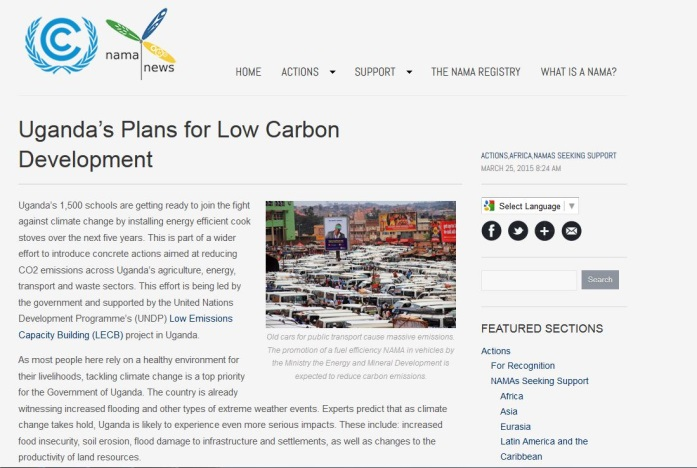 nama
news
HOME ACTIONS SUPPORT THE NAMA REGISTRY WHAT IS A NAMA?
Uganda's Plans for Low Carbon
Development
ACTIONS,AFRICA,NAMAS SEEKING SUPPORT
MARCH 25, 2015 8:24 AM
Uganda's 1,500 schools are getting ready to join the fight
against climate change by installing energy efficient cook
stoves over the next five years. This is part of a wider
effort to introduce concrete actions aimed at reducing
CO2 emissions across Uganda's agriculture, energy,
transport and waste sectors. This effort is being led by
the government and supported by the United Nations
Development Programme's (UNDP) Low Emissions
Capacity Building (LECB) project in Uganda.
Old cars for public transport cause massive emissions.
The promotion of a fuel efficiency NAMA in vehicles by
the Ministry the Energy and Mineral Development is
expected to reduce carbon emissions.
As most people here rely on a healthy environment for
their livelihoods, tackling climate change is a top priority
for the Government of Uganda. The country is already
witnessing increased flooding and other types of extreme weather events. Experts predict that as climate
change takes hold, Uganda is likely to experience even more serious impacts. These include: increased
food insecurity, soil erosion, flood damage to infrastructure and settlements, as well as changes to the
productivity of land resources.
Select Language
Search
FEATURED SECTIONS
Actions
For Recognition
NAMAs Seeking Support
Africa
Asia
Eurasia
Latin America and the
Caribbean